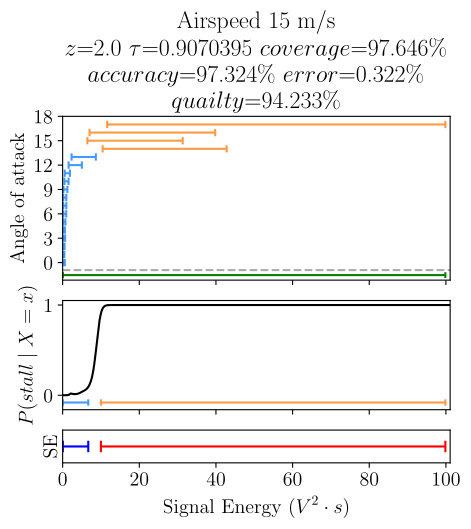 Airspeed 15 m/s
z=2.0 τ=0.9070395 coverage=97.646%
accuracy=97.324% error=0.322%
quailty=94.233%
18
15
12
9
6
3
0
Angle of attack
1
0
P(stall | X = x)
SE
0 20 40 60 80 100
Signal Energy (V² · s)